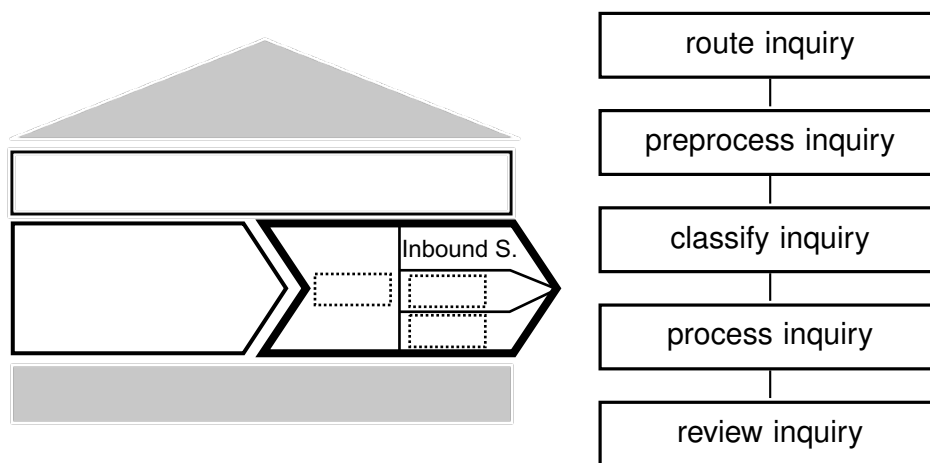 Inbound S.
route inquiry
preprocess inquiry
classify inquiry
process inquiry
review inquiry